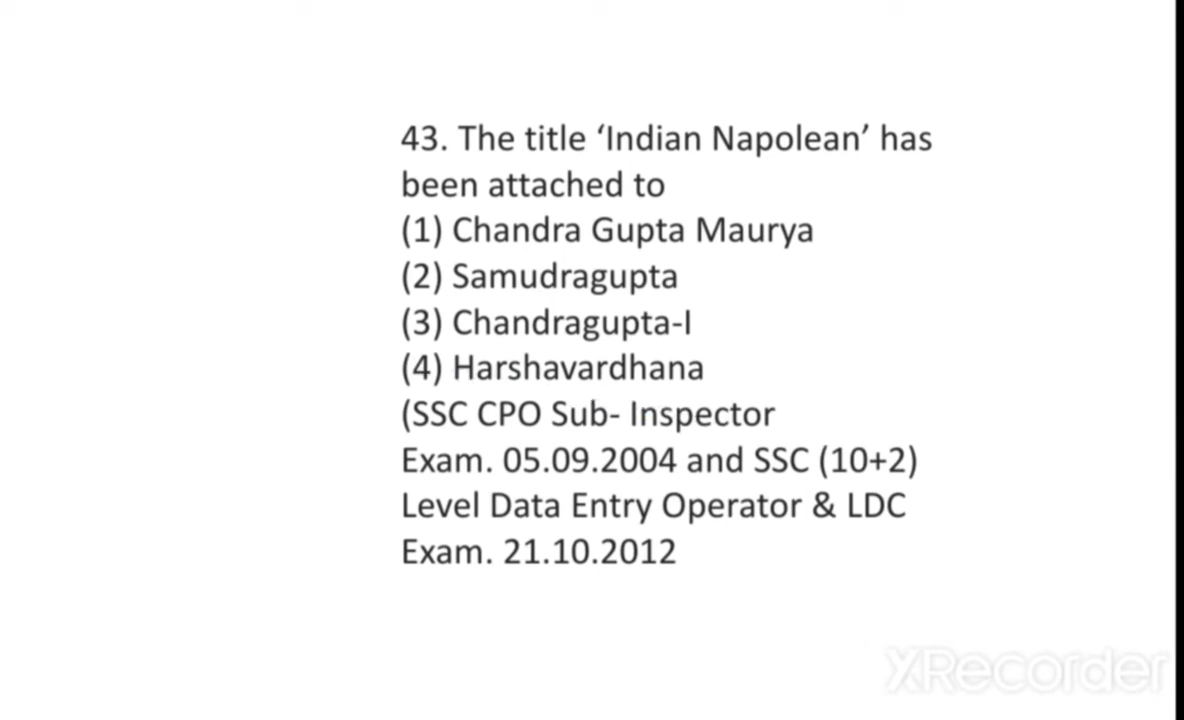 43. The title ‘Indian Napolean’ has
been attached to
(1) Chandra Gupta Maurya
(2) Samudragupta
(3) Chandragupta-I
(4) Harshavardhana
(SSC CPO Sub- Inspector
Exam. 05.09.2004 and SSC (10+2)
Level Data Entry Operator & LDC
Exam. 21.10.2012
XRecorder